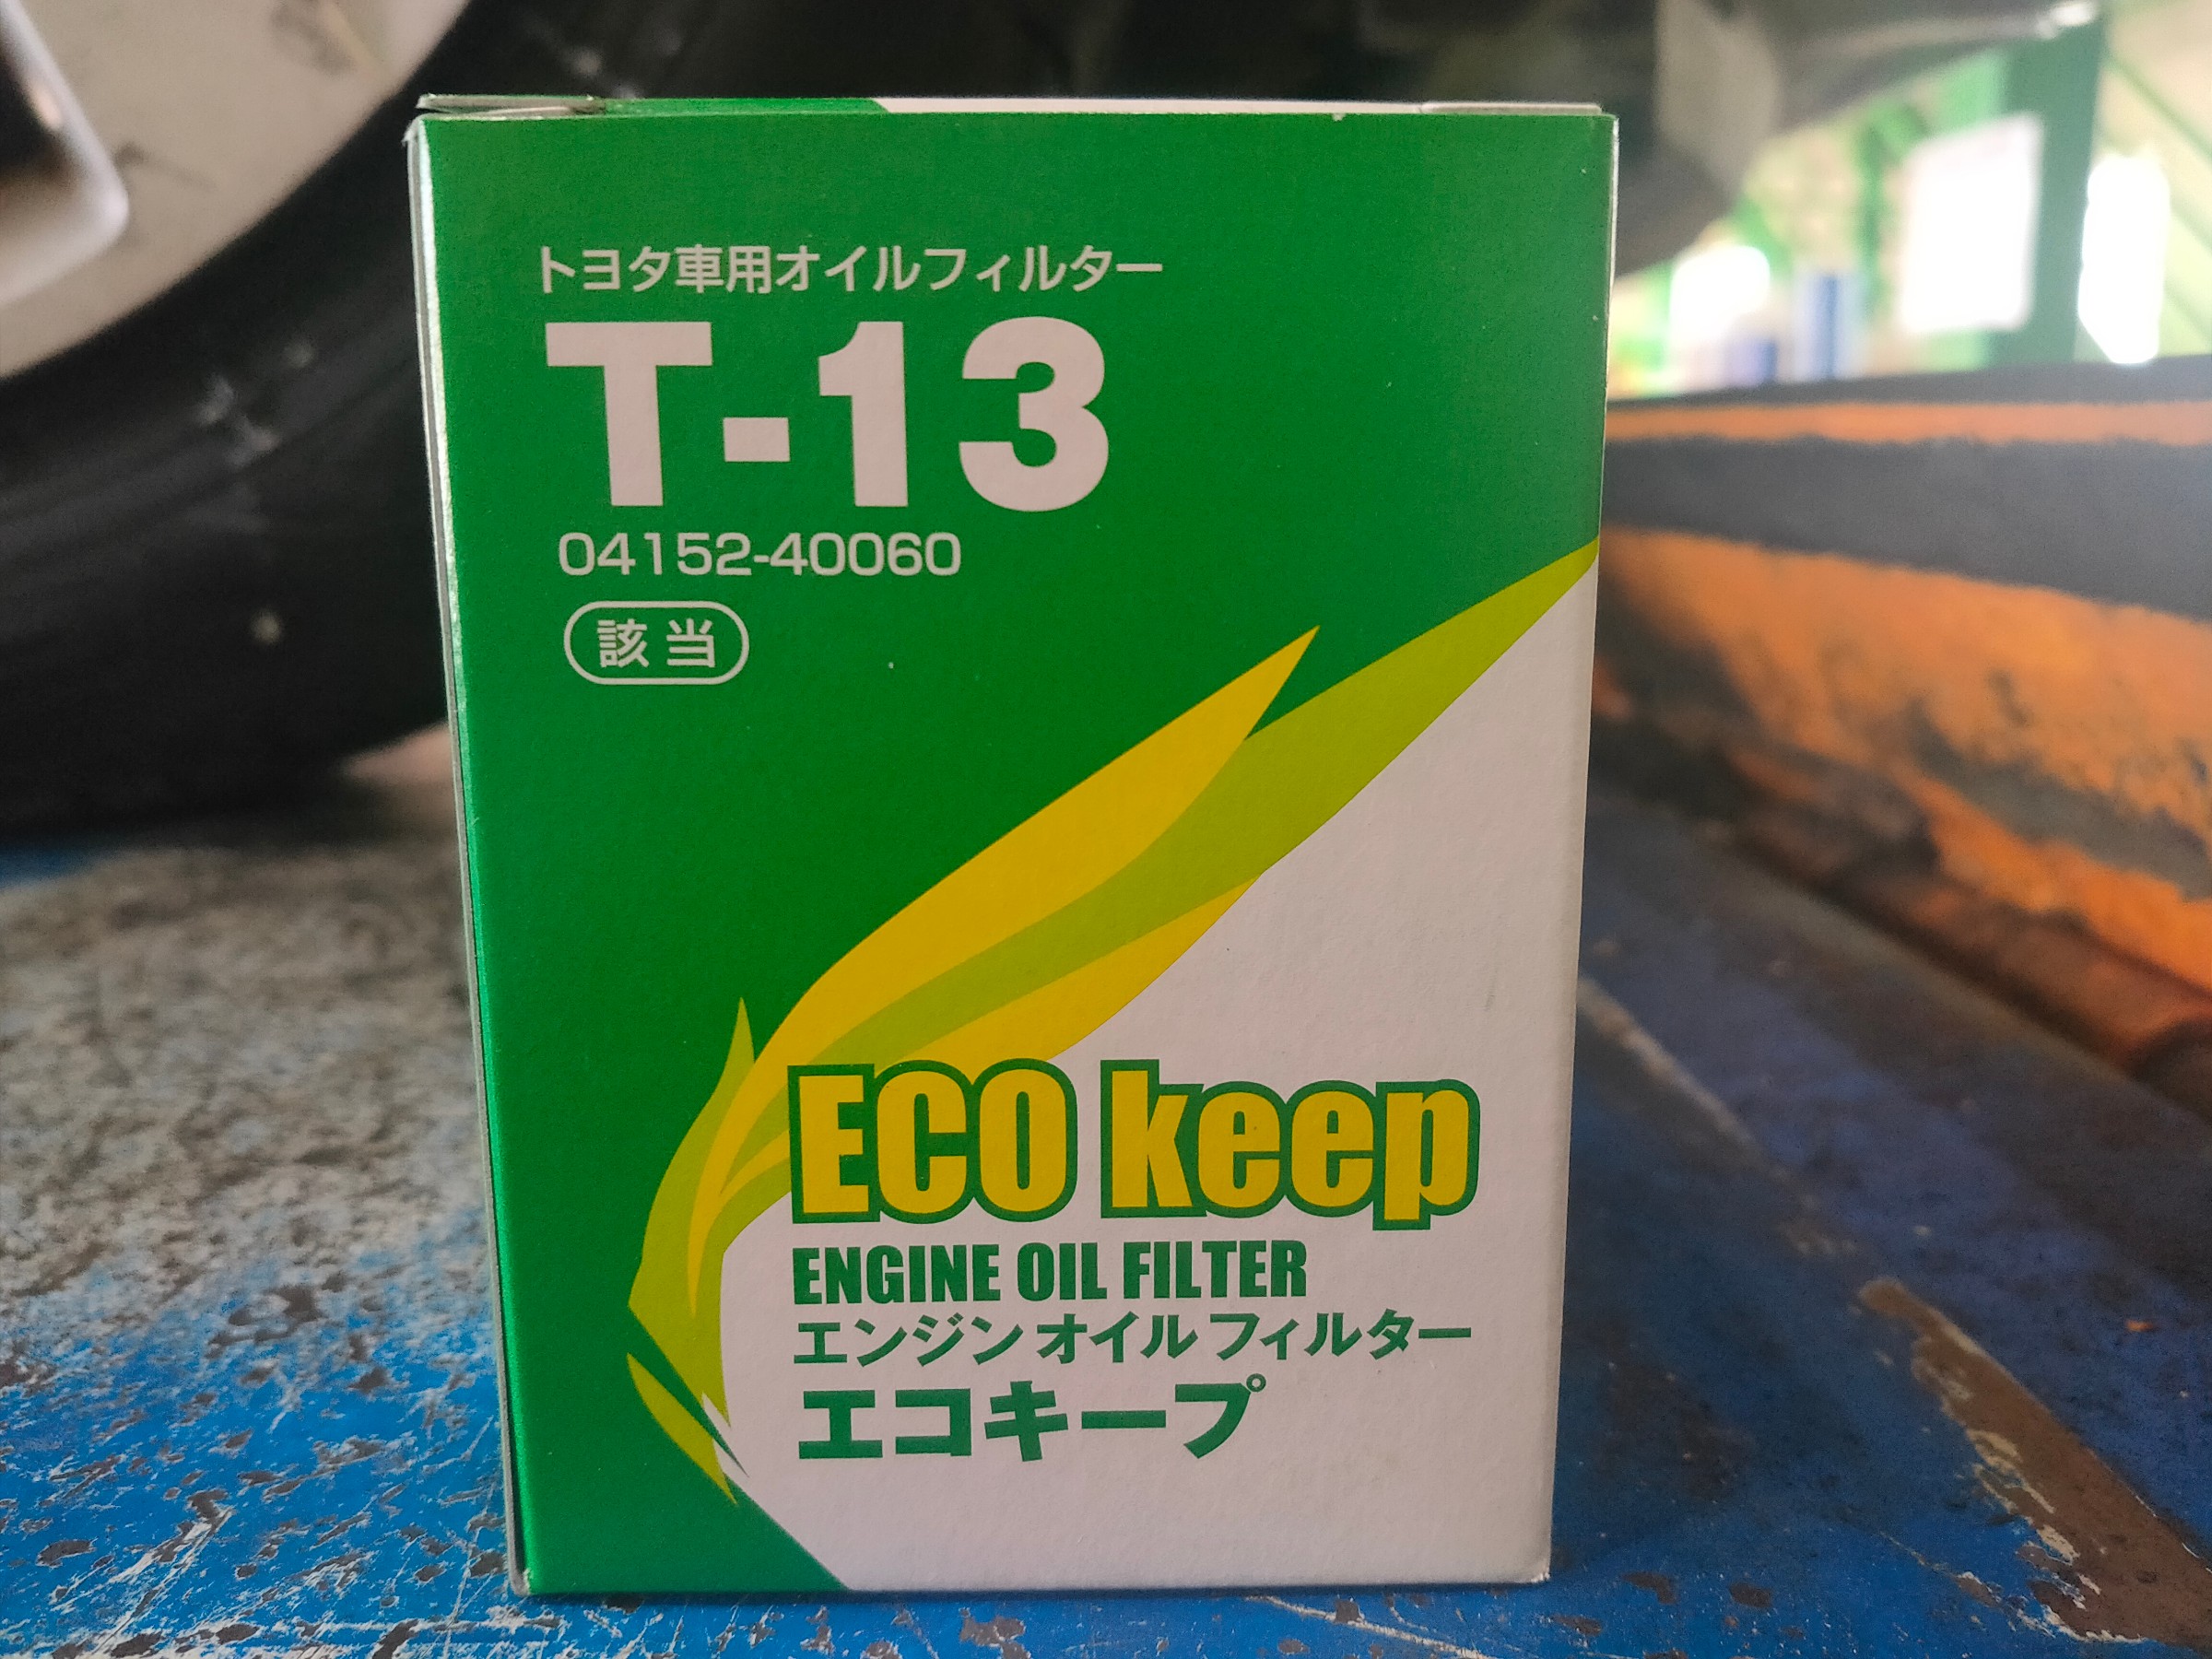 トヨタ車用オイルフィルター
T-13
04152-40060
該当
ECO keep
ENGINE OIL FILTER
エンジン オイル フィルター
エコキープ